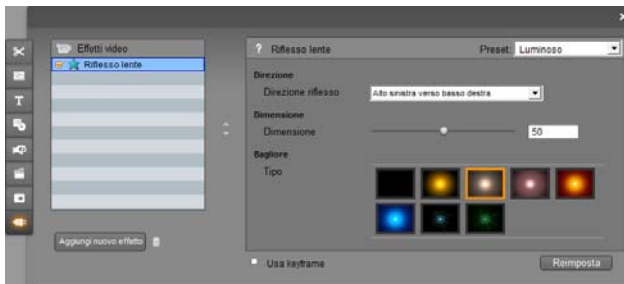 Effetti video
Riflesso lente
Aggiungi nuovo effetto
? Riflesso lente Preset: Luminoso
Direzione
Direzione riflesso Alto sinistra verso basso destra
Dimensione
Dimensione 50
Bagliore
Tipo
Usa keyframe
Reimposta